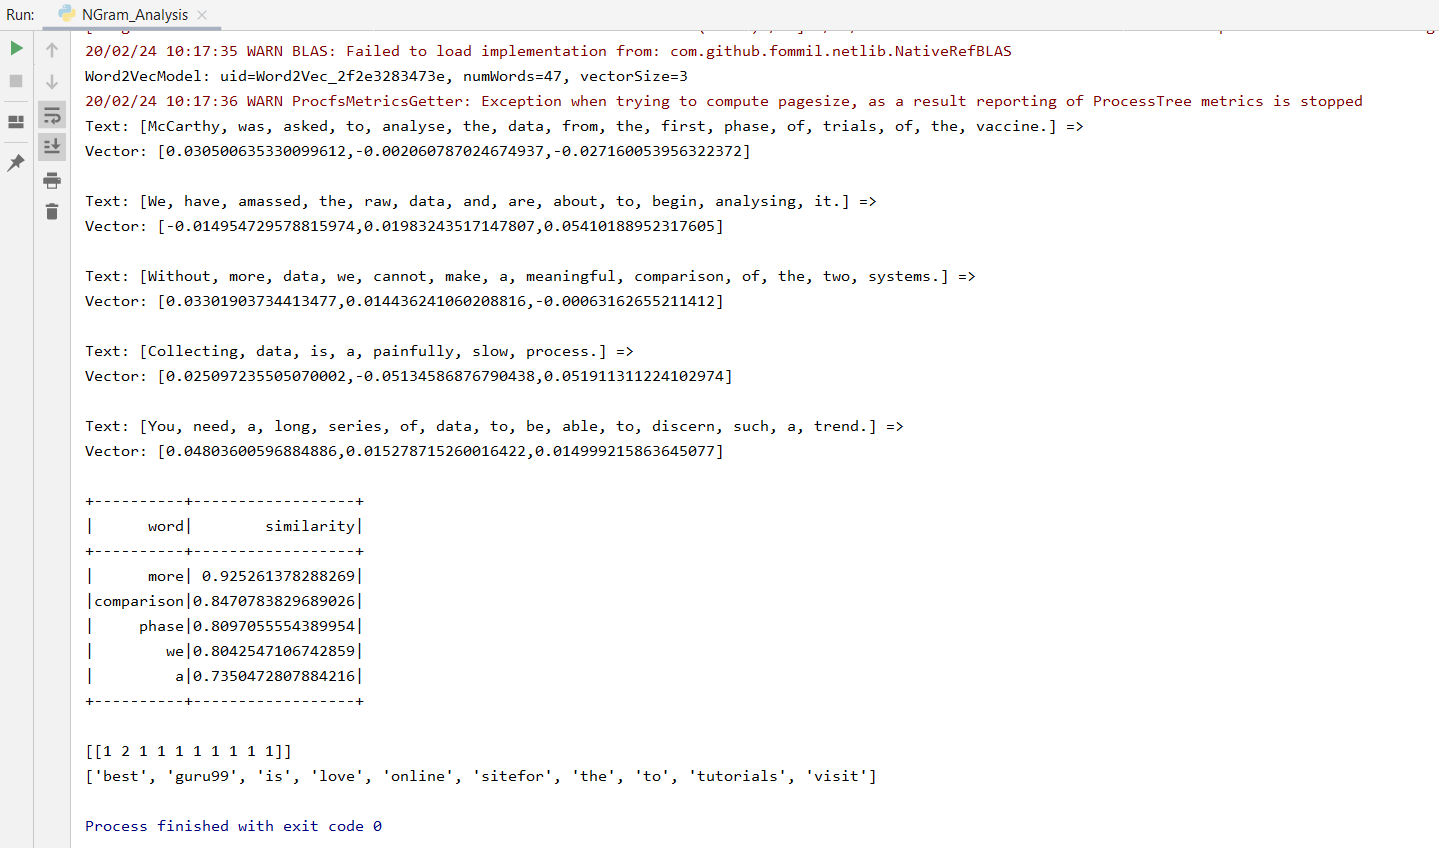 Run: NGram_Analysis
20/02/24 10:17:35 WARN BLAS: Failed to load implementation from: com.github.fommil.netlib.NativeRefBLAS
Word2VecModel: uid=Word2Vec_2f2e3283473e, numWords=47, vectorSize=3
20/02/24 10:17:36 WARN ProcfsMetricsGetter: Exception when trying to compute pagesize, as a result reporting of ProcessTree metrics is stopped
Text: [McCarthy, was, asked, to, analyse, the, data, from, the, first, phase, of, trials, of, the, vaccine.] =>
Vector: [0.030500635330099612,-0.002060787024674937,-0.027160053956322372]
Text: [We, have, amassed, the, raw, data, and, are, about, to, begin, analysing, it.] =>
Vector: [-0.014954729578815974,0.01983243517147807,0.05410188952317605]
Text: [Without, more, data, we, cannot, make, a, meaningful, comparison, of, the, two, systems.] =>
Vector: [0.03301903734413477,0.014436241060208816,-0.00063162655211412]
Text: [Collecting, data, is, a, painfully, slow, process.] =>
Vector: [0.025097235505070002,-0.05134586876790438,0.051911311224102974]
Text: [You, need, a, long, series, of, data, to, be, able, to, discern, such, a, trend.] =>
Vector: [0.04803600596884886,0.015278715260016422,0.014999215863645077]
+----------+------------------+
|      word|        similarity|
+----------+------------------+
|      more| 0.925261378288269|
|comparison|0.8470783829689026|
|     phase|0.8097055554389954|
|        we|0.8042547106742859|
|         a|0.7350472807884216|
+----------+------------------+
[[1 2 1 1 1 1 1 1 1 1]]
['best', 'guru99', 'is', 'love', 'online', 'sitefor', 'the', 'to', 'tutorials', 'visit']
Process finished with exit code 0